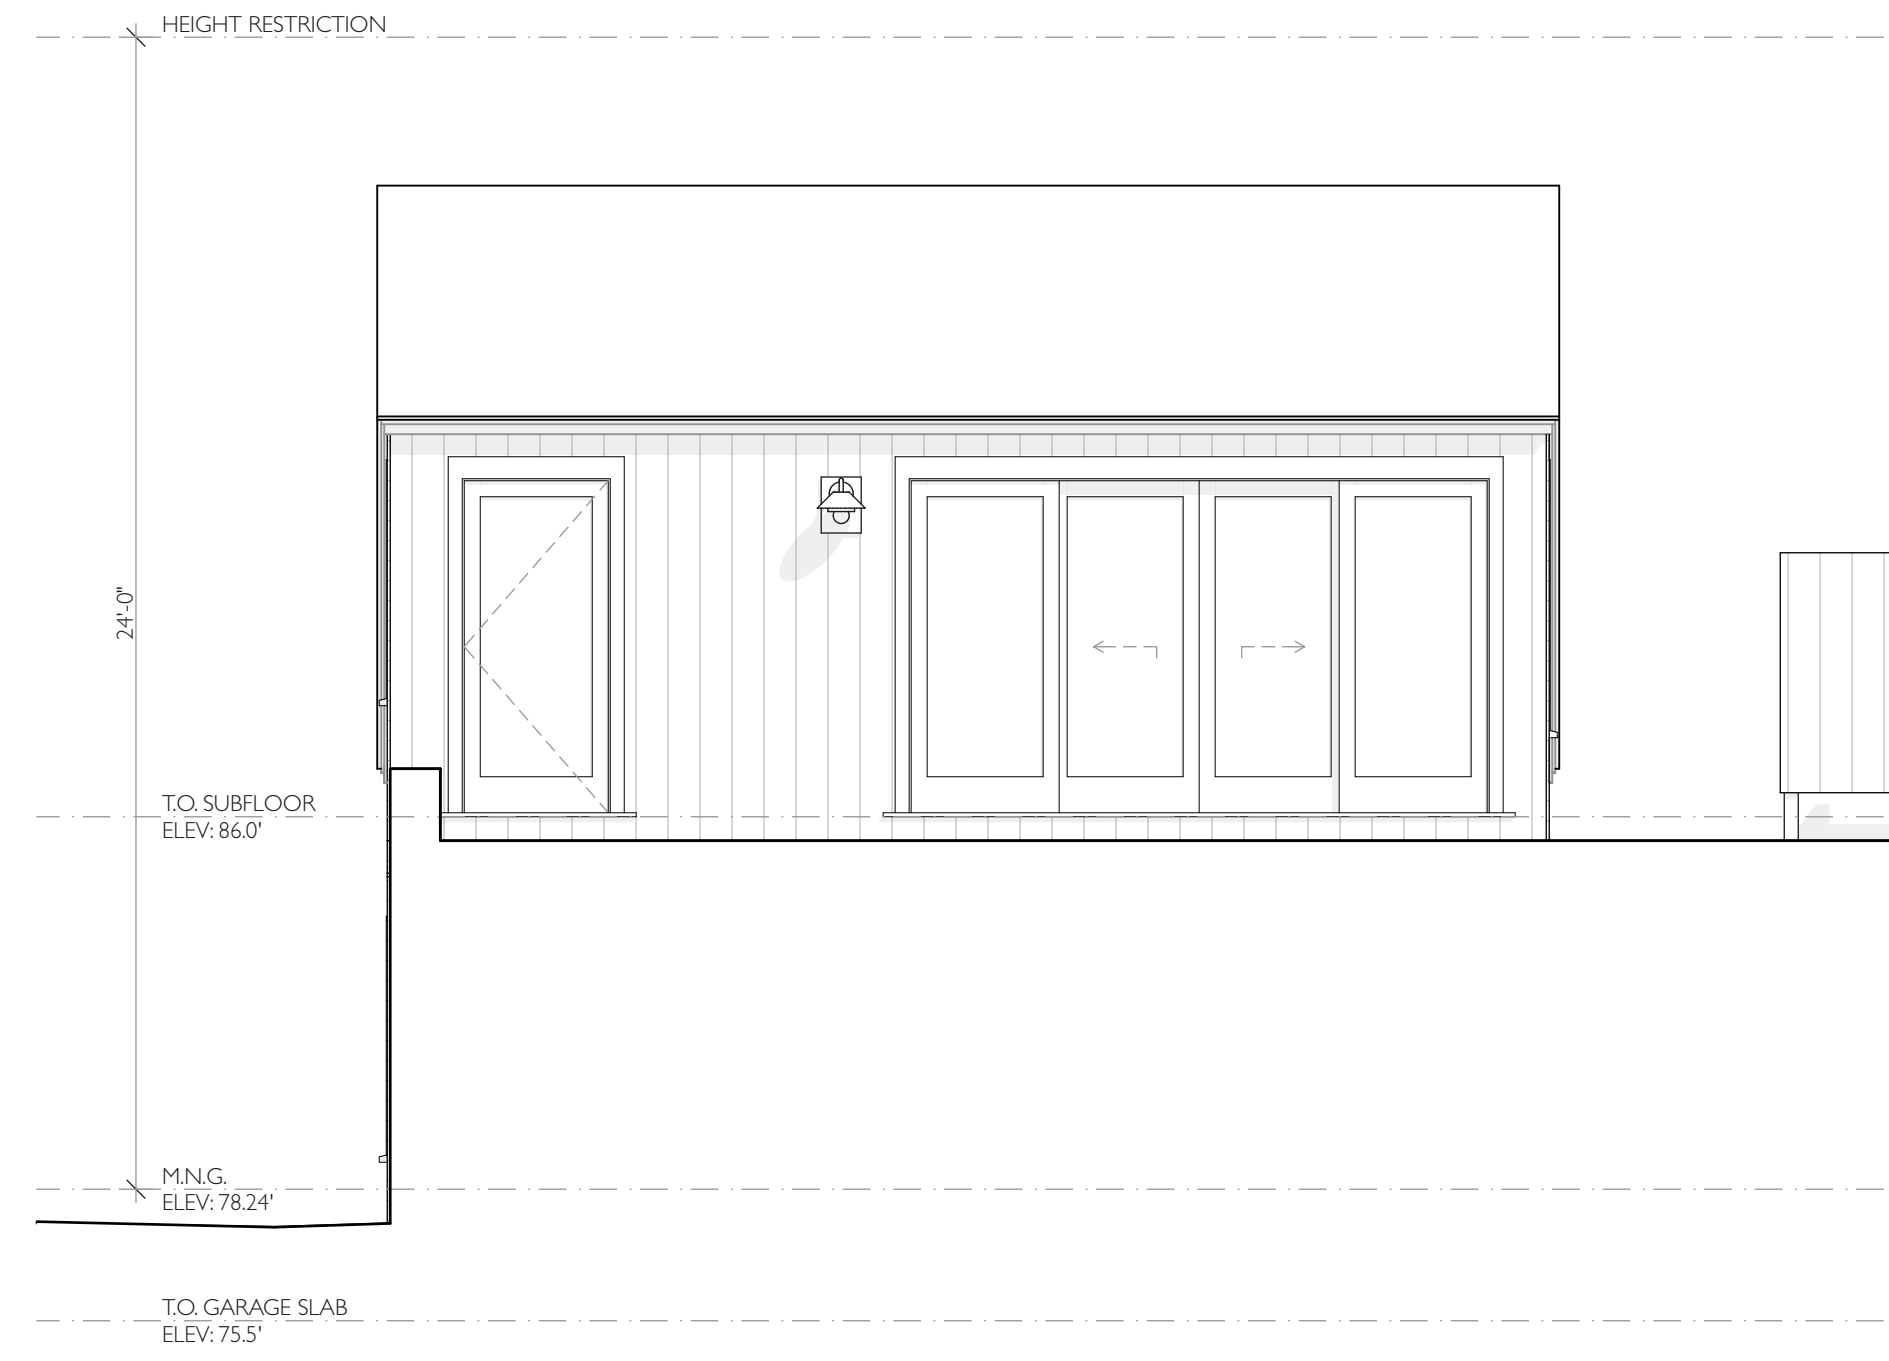 HEIGHT RESTRICTION
24'-0"
T.O. SUBFLOOR
ELEV: 86.0'
M.N.G.
ELEV: 78.24'
T.O. GARAGE SLAB
ELEV: 75.5'